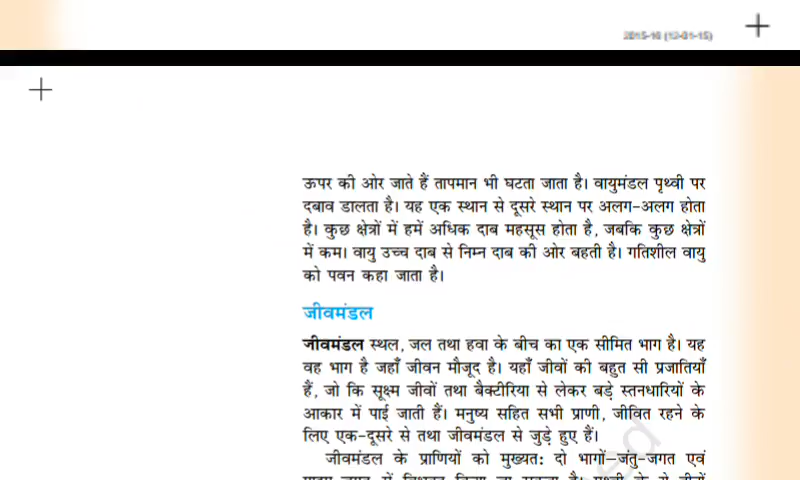 2015-16 (12-01-15)
ऊपर की ओर जाते हैं तापमान भी घटता जाता है। वायुमंडल पृथ्वी पर
दबाव डालता है। यह एक स्थान से दूसरे स्थान पर अलग-अलग होता
है। कुछ क्षेत्रों में हमें अधिक दाब महसूस होता है, जबकि कुछ क्षेत्रों
में कम। वायु उच्च दाब से निम्न दाब की ओर बहती है। गतिशील वायु
को पवन कहा जाता है।
जीवमंडल
जीवमंडल स्थल, जल तथा हवा के बीच का एक सीमित भाग है। यह
वह भाग है जहाँ जीवन मौजूद है। यहाँ जीवों की बहुत सी प्रजातियाँ
हैं, जो कि सूक्ष्म जीवों तथा बैक्टीरिया से लेकर बड़े स्तनधारियों के
आकार में पाई जाती हैं। मनुष्य सहित सभी प्राणी, जीवित रहने के
लिए एक-दूसरे से तथा जीवमंडल से जुड़े हुए हैं।
जीवमंडल के प्राणियों को मुख्यतः दो भागों—जंतु-जगत एवं